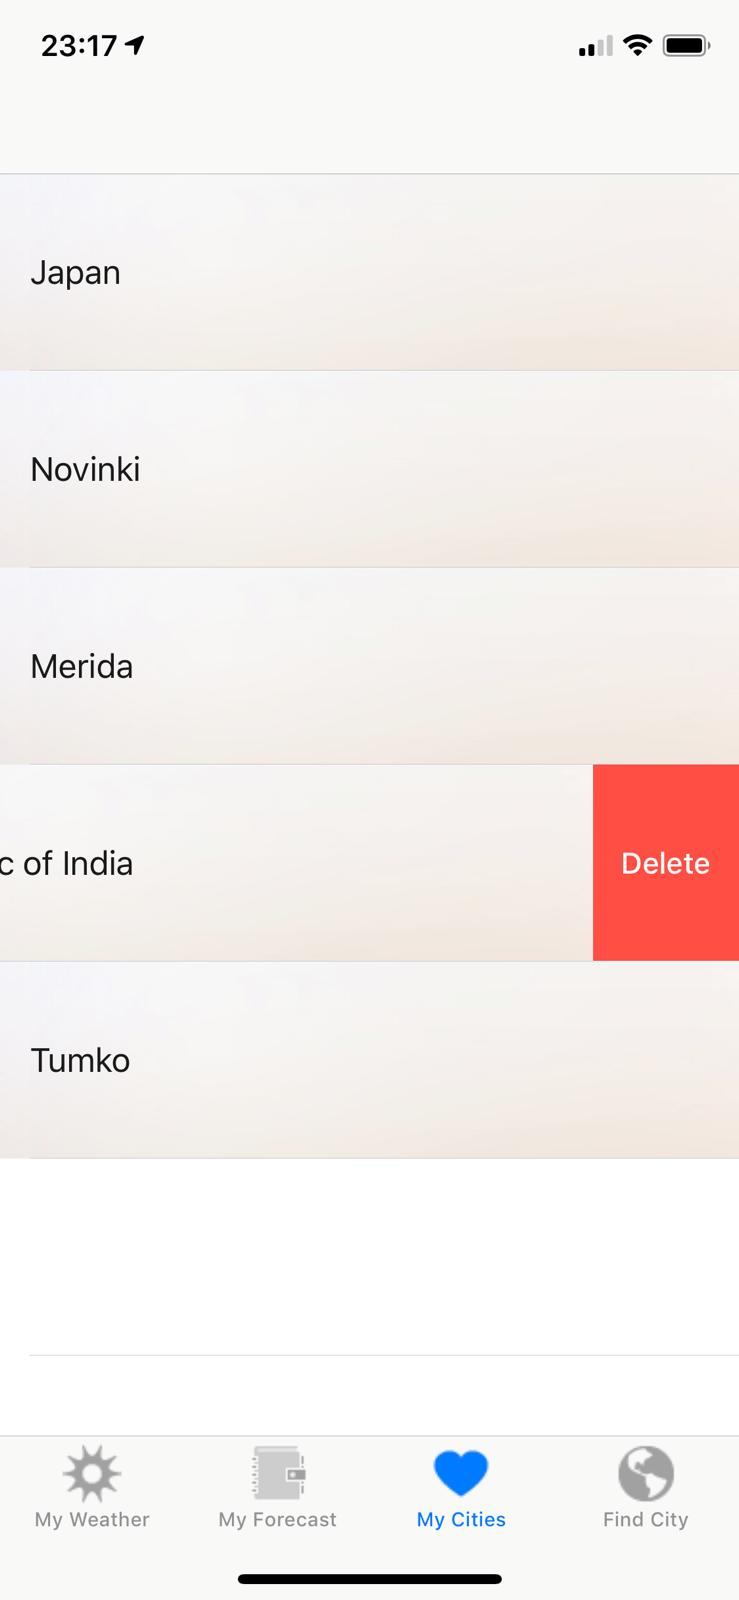 23:17
Japan
Novinki
Merida
c of India
Delete
Tumko
My Weather
My Forecast
My Cities
Find City